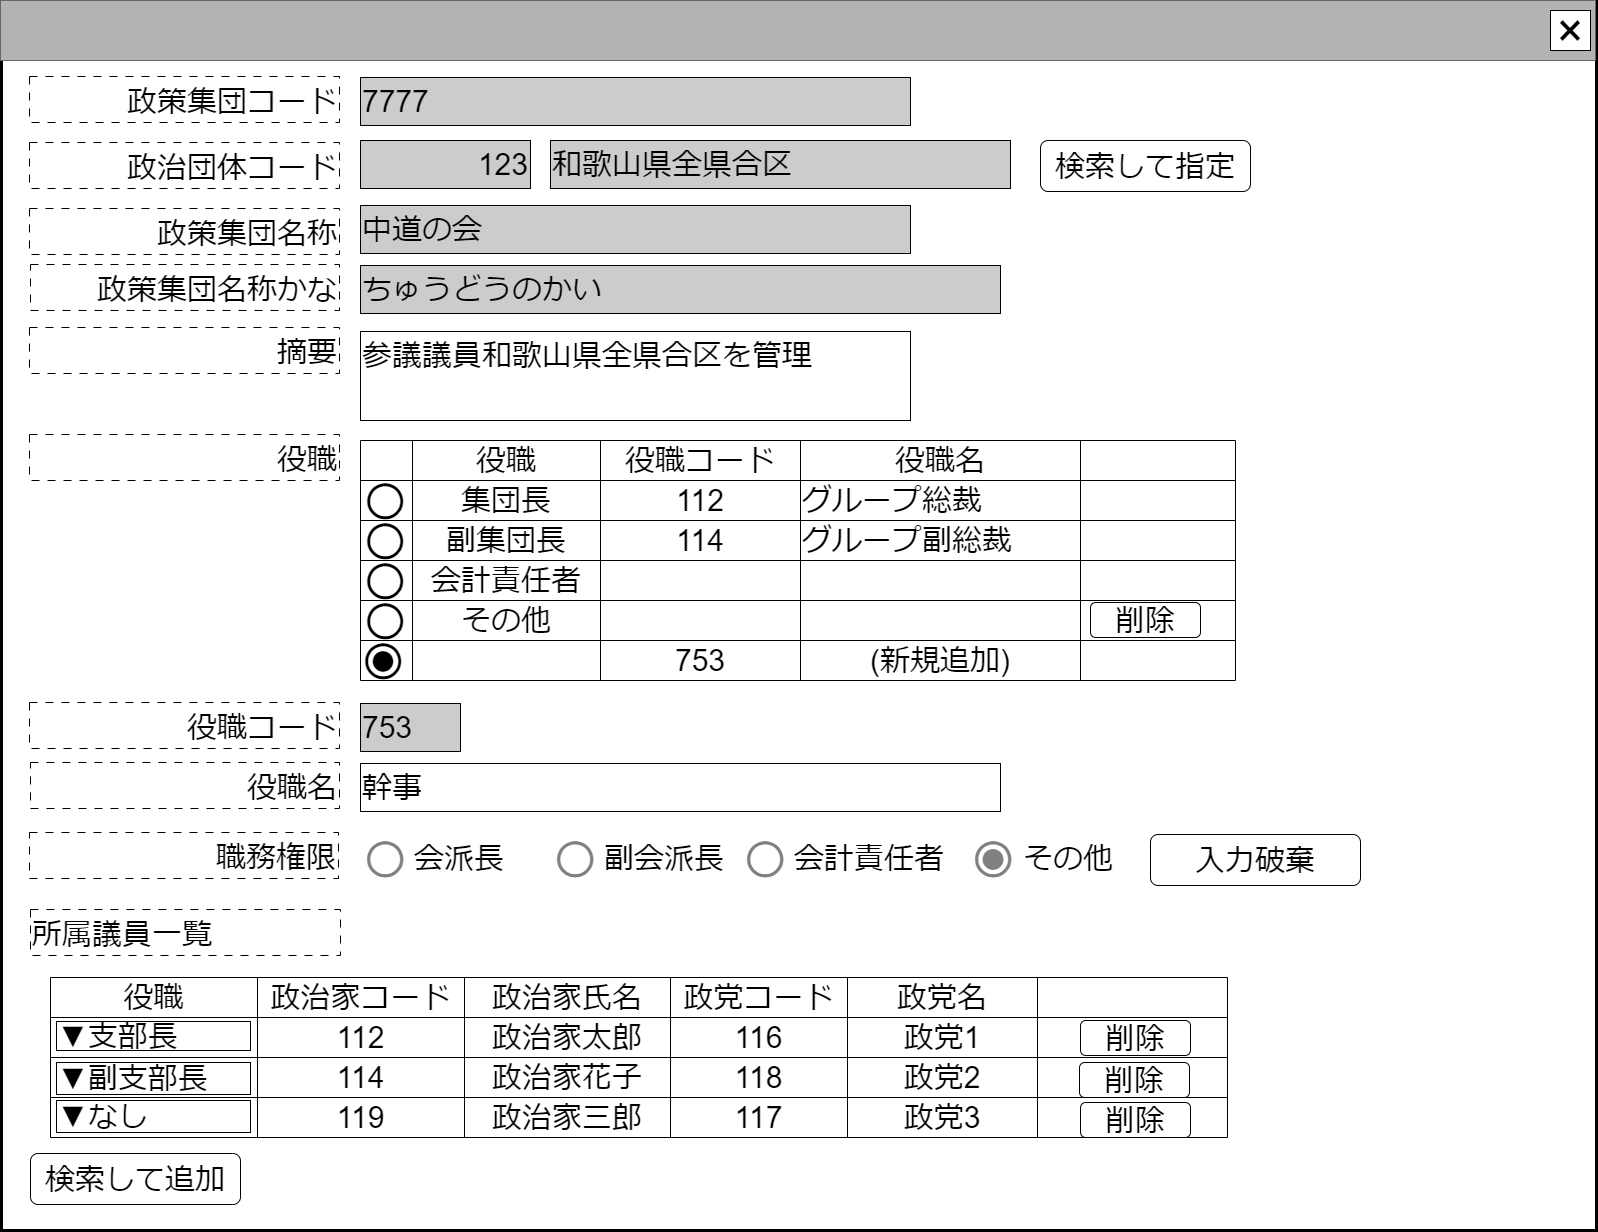 政策集団コード 7777
政治団体コード 123 和歌山県全県合区 検索して指定
政策集団名称 中道の会
政策集団名称かな ちゅうどうのかい
摘要 参議議員和歌山県全県合区を管理
役職 役職 役職コード 役職名
集団長 112 グループ総裁
副集団長 114 グループ副総裁
会計責任者
その他 削除
753 (新規追加)
役職コード 753
役職名 幹事
職務権限 会派長 副会派長 会計責任者 その他 入力破棄
所属議員一覧
役職 政治家コード 政治家氏名 政党コード 政党名
▼支部長 112 政治家太郎 116 政党1 削除
▼副支部長 114 政治家花子 118 政党2 削除
▼なし 119 政治家三郎 117 政党3 削除
検索して追加